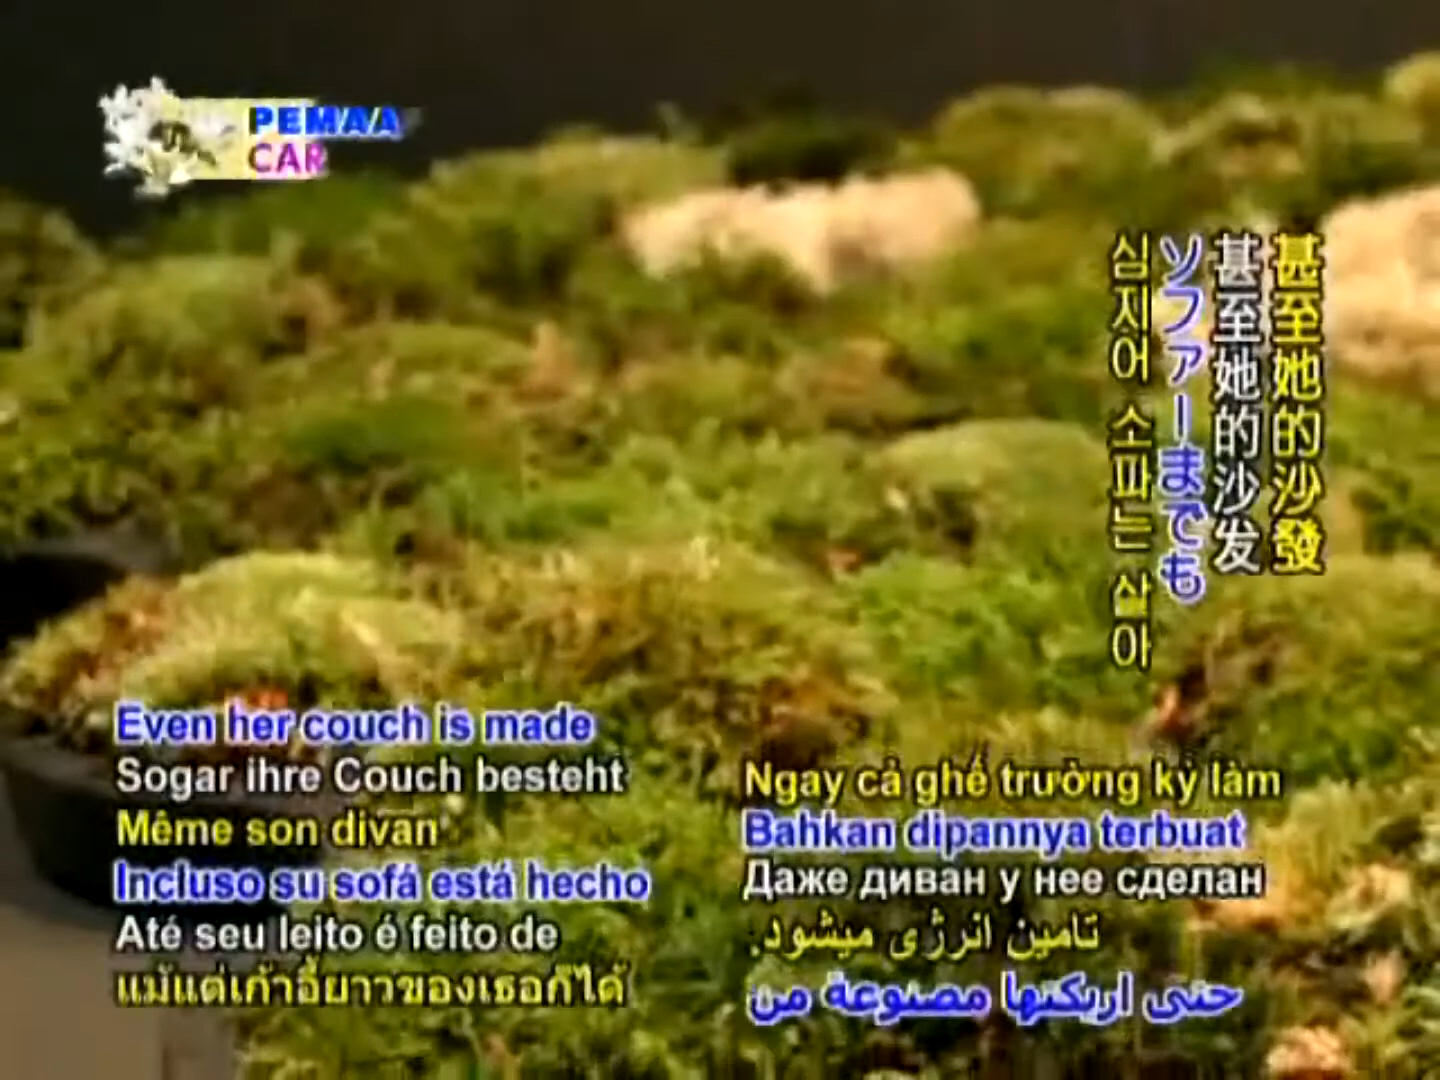 PEMAA
CAR
甚至她的沙發
甚至她的沙发
ソファーまでも
심지어 소파는 살아
Even her couch is made
Sogar ihre Couch besteht
Même son divan
Incluso su sofá está hecho
Até seu leito é feito de
แม้แต่เก้าอี้ยาวของเธอก็ได้
Ngay cả ghế trường kỷ làm
Bahkan dipannya terbuat
Даже диван у нее сделан
تامین انرژی میشود.
حتى اريكتها مصنوعة من